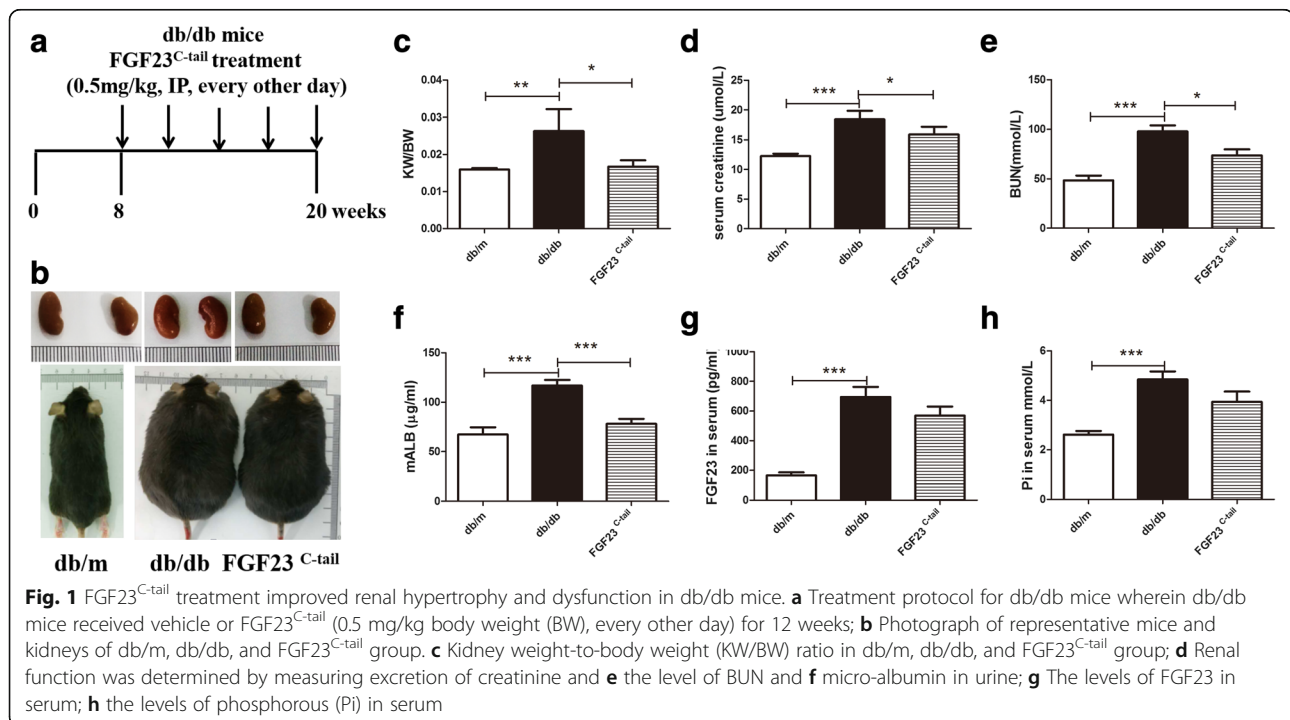 a
db/db mice
FGF23C-tail treatment
(0.5mg/kg, IP, every other day)
0 8 20 weeks
b
db/m db/db FGF23 C-tail
c
KW/BW
0.04
0.03
0.02
0.01
0.00
** *
db/m db/db FGF23 C-tail
d
serum creatinine (umol/L)
25
20
15
10
5
0
*** *
db/m db/db FGF23 C-tail
e
BUN(mmol/L)
150
100
50
0
*** *
db/m db/db FGF23 C-tail
f
mALB (μg/ml)
150
100
50
0
*** ***
db/m db/db FGF23 C-tail
g
FGF23 in serum (pg/ml)
1000
800
600
400
200
0
***
db/m db/db FGF23 C-tail
h
Pi in serum mmol/L
6
4
2
0
***
db/m db/db FGF23 C-tail
Fig. 1 FGF23C-tail treatment improved renal hypertrophy and dysfunction in db/db mice. a Treatment protocol for db/db mice wherein db/db
mice received vehicle or FGF23C-tail (0.5 mg/kg body weight (BW), every other day) for 12 weeks; b Photograph of representative mice and
kidneys of db/m, db/db, and FGF23C-tail group. c Kidney weight-to-body weight (KW/BW) ratio in db/m, db/db, and FGF23C-tail group; d Renal
function was determined by measuring excretion of creatinine and e the level of BUN and f micro-albumin in urine; g The levels of FGF23 in
serum; h the levels of phosphorous (Pi) in serum